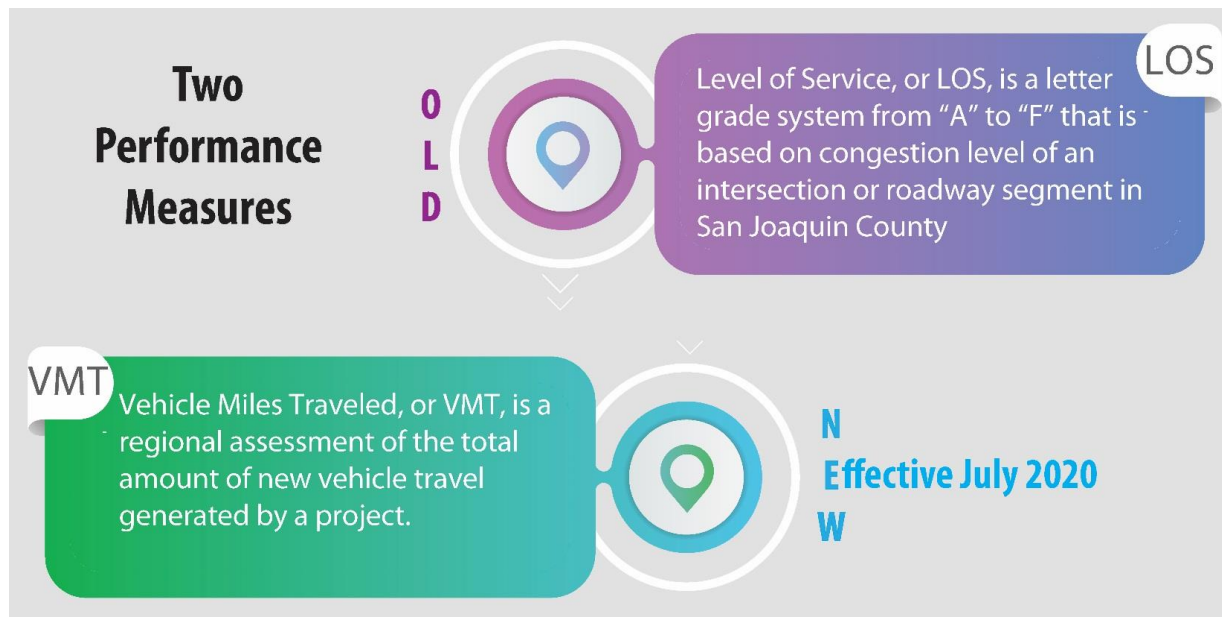 Two
Performance
Measures
O
L
D
LOS
Level of Service, or LOS, is a letter
grade system from “A” to “F” that is
based on congestion level of an
intersection or roadway segment in
San Joaquin County
VMT
Vehicle Miles Traveled, or VMT, is a
regional assessment of the total
amount of new vehicle travel
generated by a project.
N
Effective July 2020
W